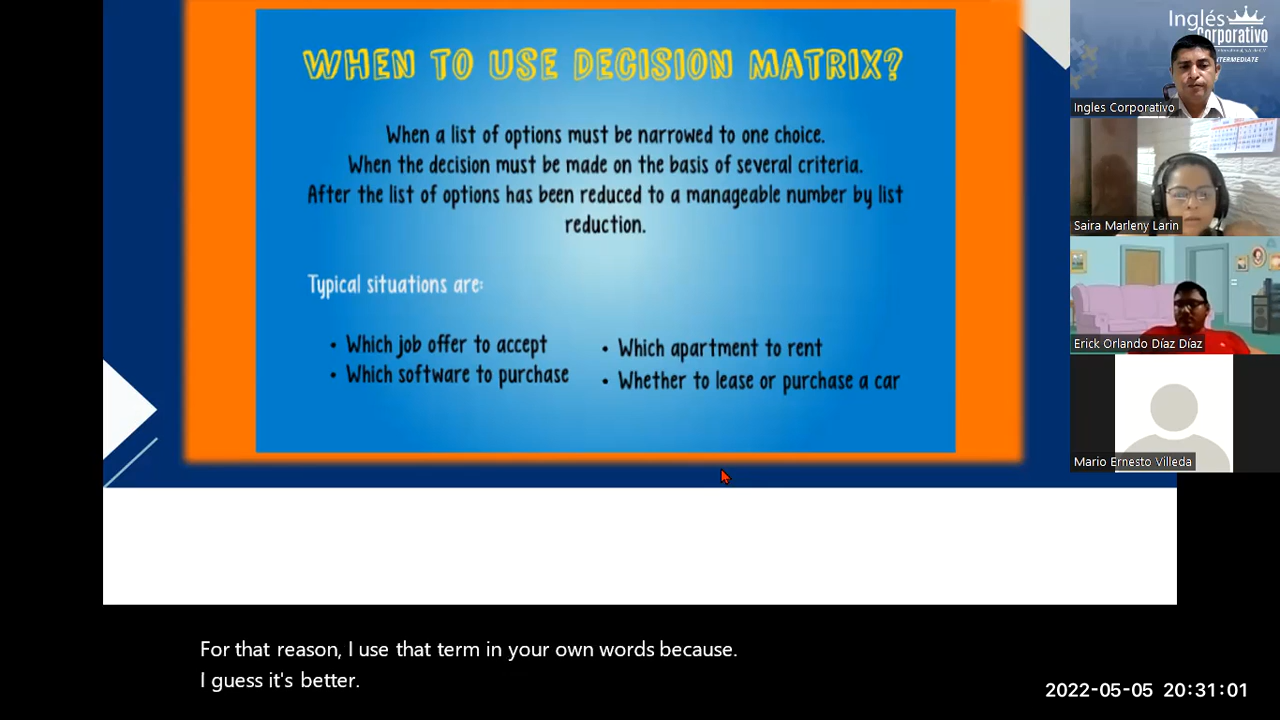 WHEN TO USE DECISION MATRIX?
When a list of options must be narrowed to one choice.
When the decision must be made on the basis of several criteria.
After the list of options has been reduced to a manageable number by list
reduction.
Typical situations are:
• Which job offer to accept
• Which software to purchase
• Which apartment to rent
• Whether to lease or purchase a car
Inglés
Corporativo
Ingles Corporativo
Saira Marleny Larin
Erick Orlando Díaz Díaz
Mario Ernesto Villeda
For that reason, I use that term in your own words because.
I guess it's better.
2022-05-05 20:31:01